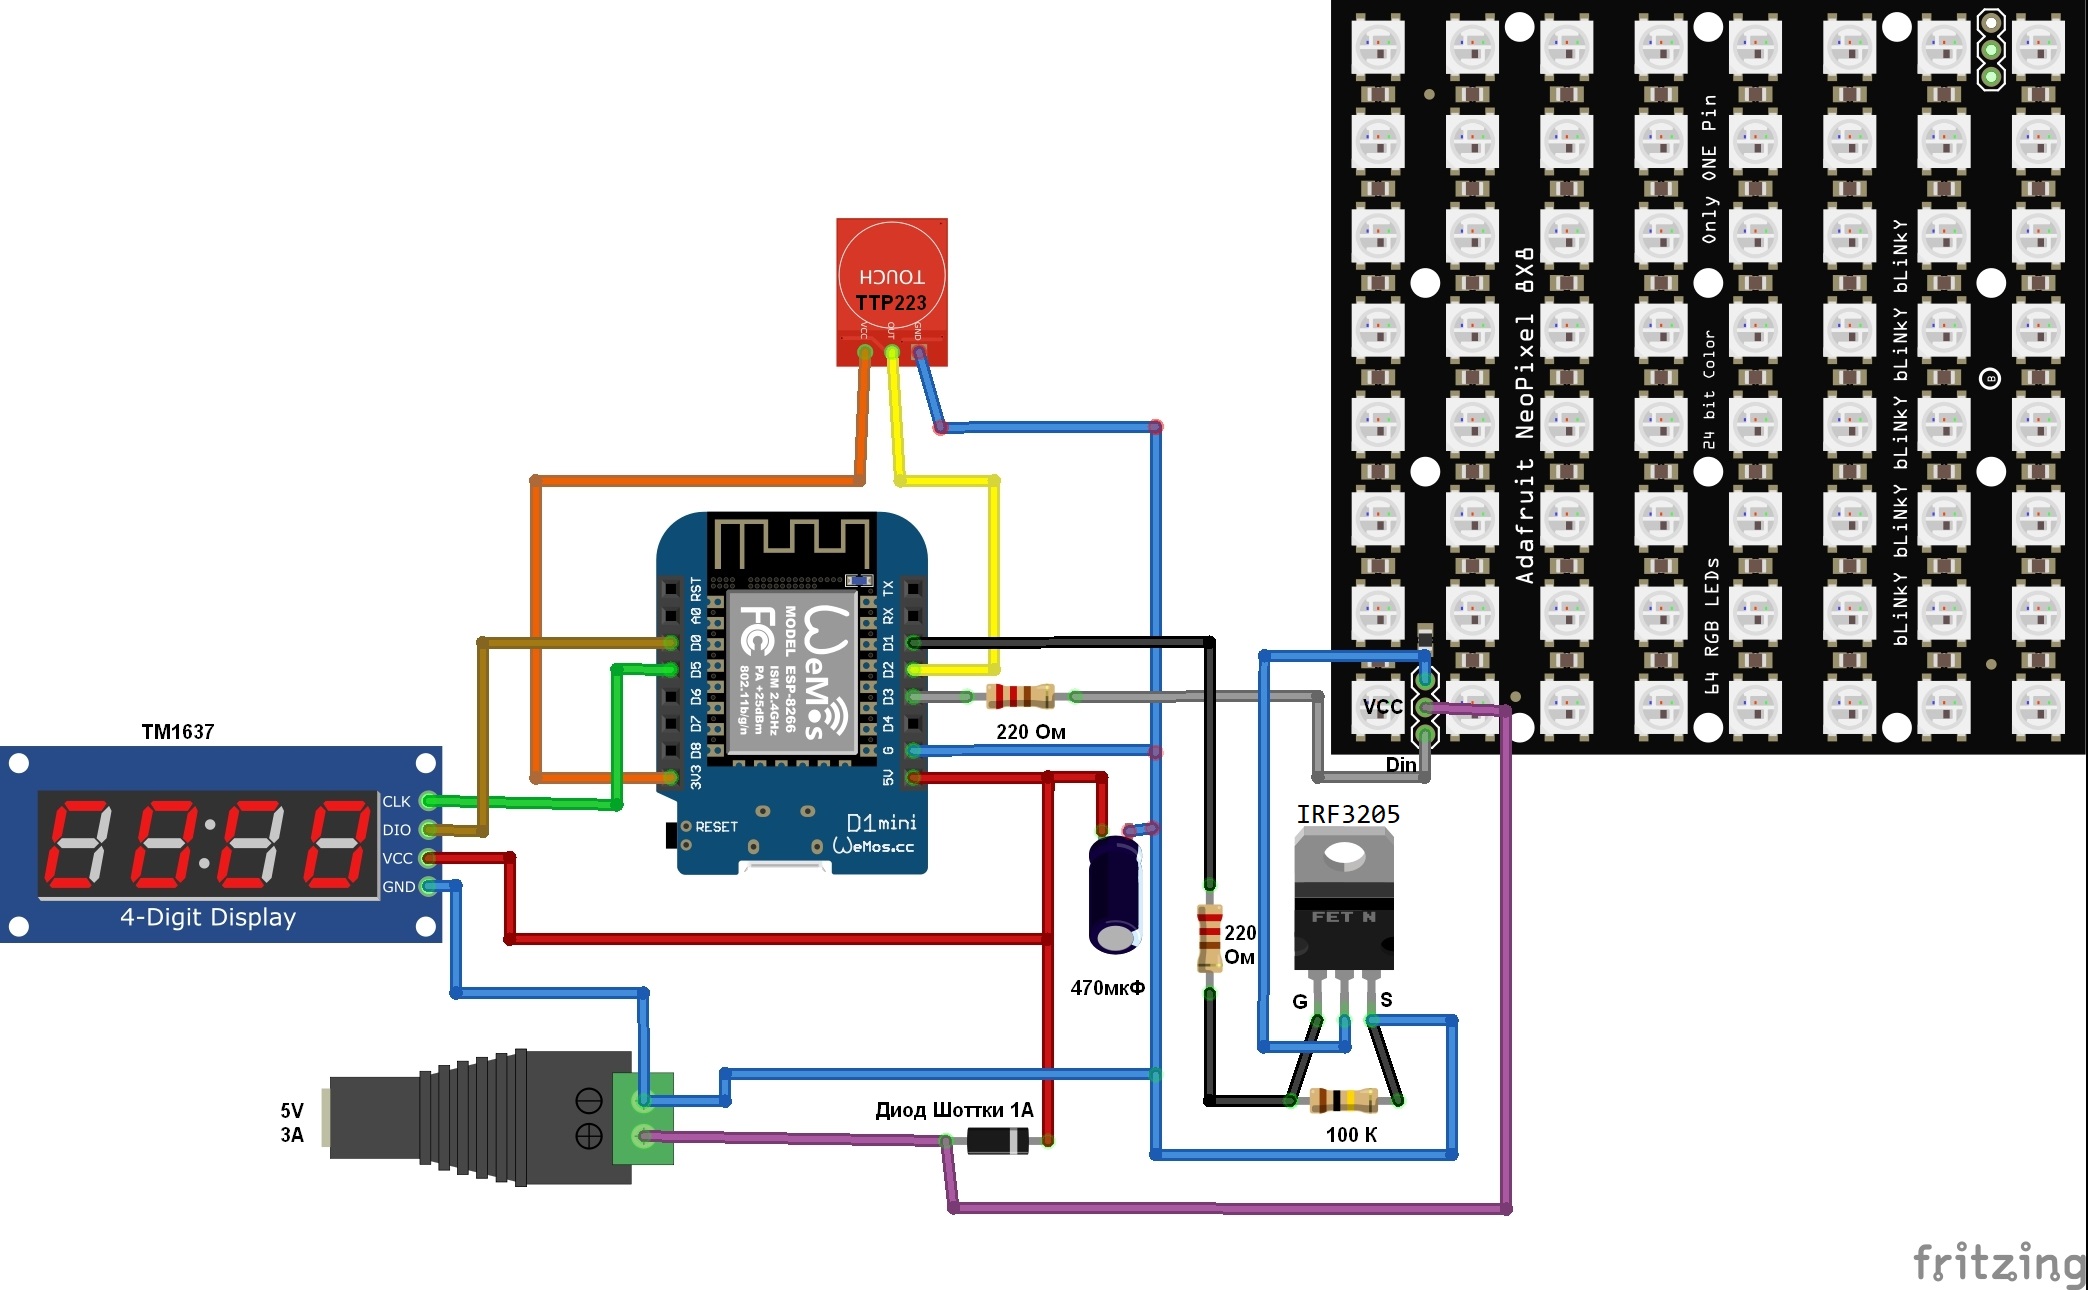 TOUCH
TTP223
VCC
OUT
GND
RST
A0
D0
D5
D6
D7
D8
3V3
TX
RX
D1
D2
D3
D4
G
5V
WeMos
MODEL ESP-8266
ISM 2.4GHz
PA +25dBm
802.11b/g/n
FC
RESET
D1 mini
WeMos.cc
TM1637
CLK
DIO
VCC
GND
4-Digit Display
5V
3A
Диод Шоттки 1А
470мкФ
220 Ом
220
Ом
100 К
IRF3205
FET N
G
S
VCC
Din
Adafruit NeoPixel 8X8
64 RGB LEDs
24 bit Color
Only ONE Pin
bLiNkY bLiNkY bLiNkY bLiNkY bLiNkY
B
fritzing